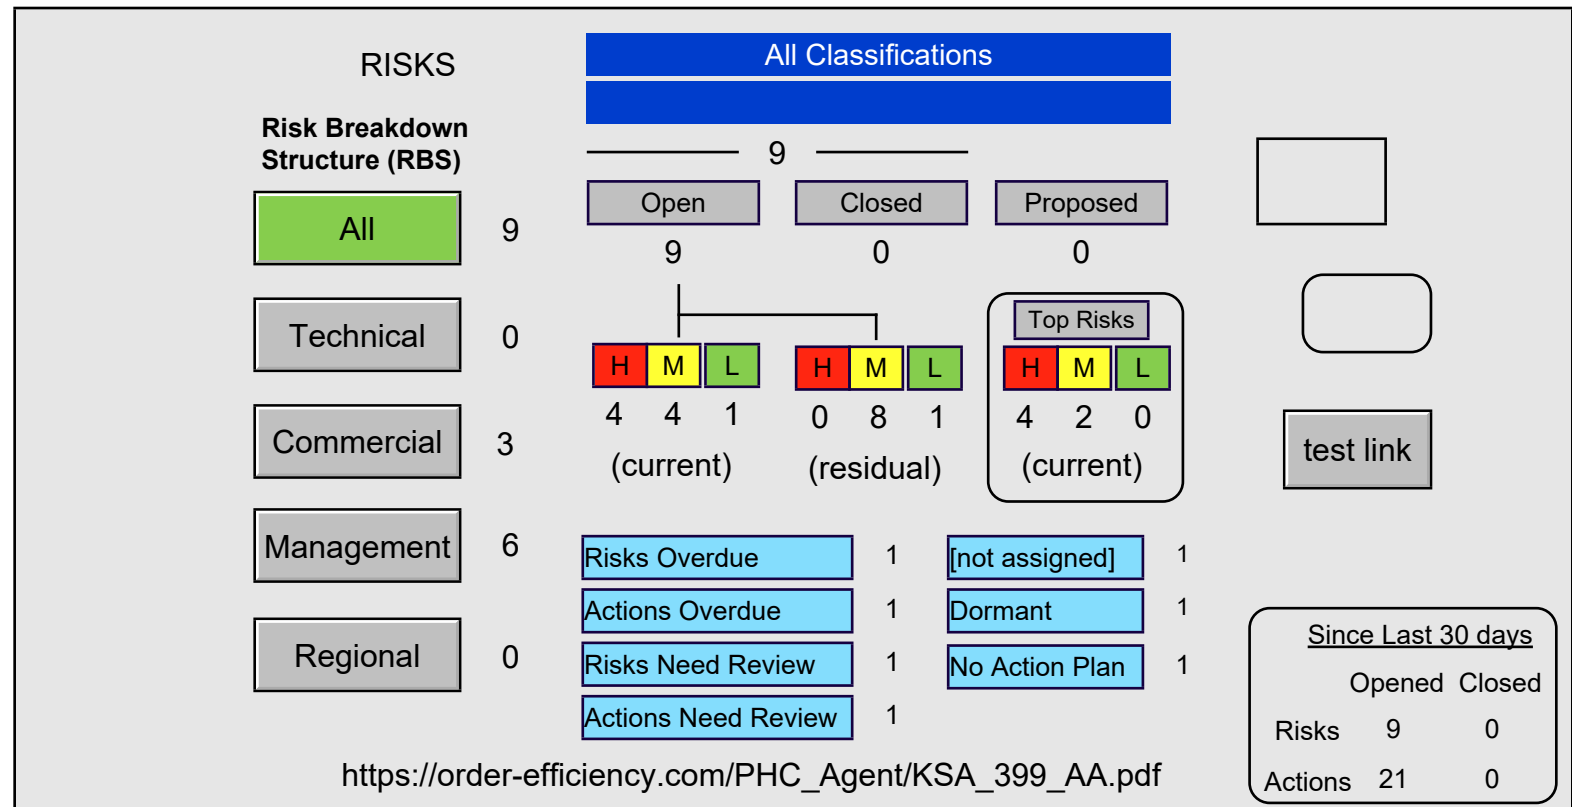 RISKS
All Classifications
Risk Breakdown
Structure (RBS)
9
Open Closed Proposed
All 9
9 0 0
Technical 0
Top Risks
H M L H M L H M L
4 4 1 0 8 1 4 2 0
(current) (residual) (current)
Commercial 3
test link
Management 6
Risks Overdue 1 [not assigned] 1
Actions Overdue 1 Dormant 1
Regional 0
Risks Need Review 1 No Action Plan 1
Actions Need Review 1
Since Last 30 days
Opened Closed
Risks 9 0
Actions 21 0
https://order-efficiency.com/PHC_Agent/KSA_399_AA.pdf